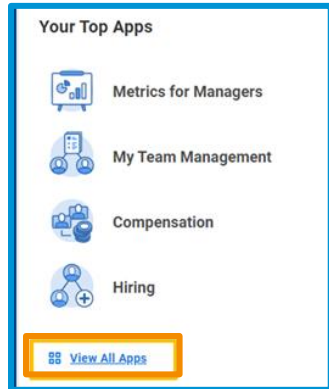 Your Top Apps
Metrics for Managers
My Team Management
Compensation
Hiring
View All Apps